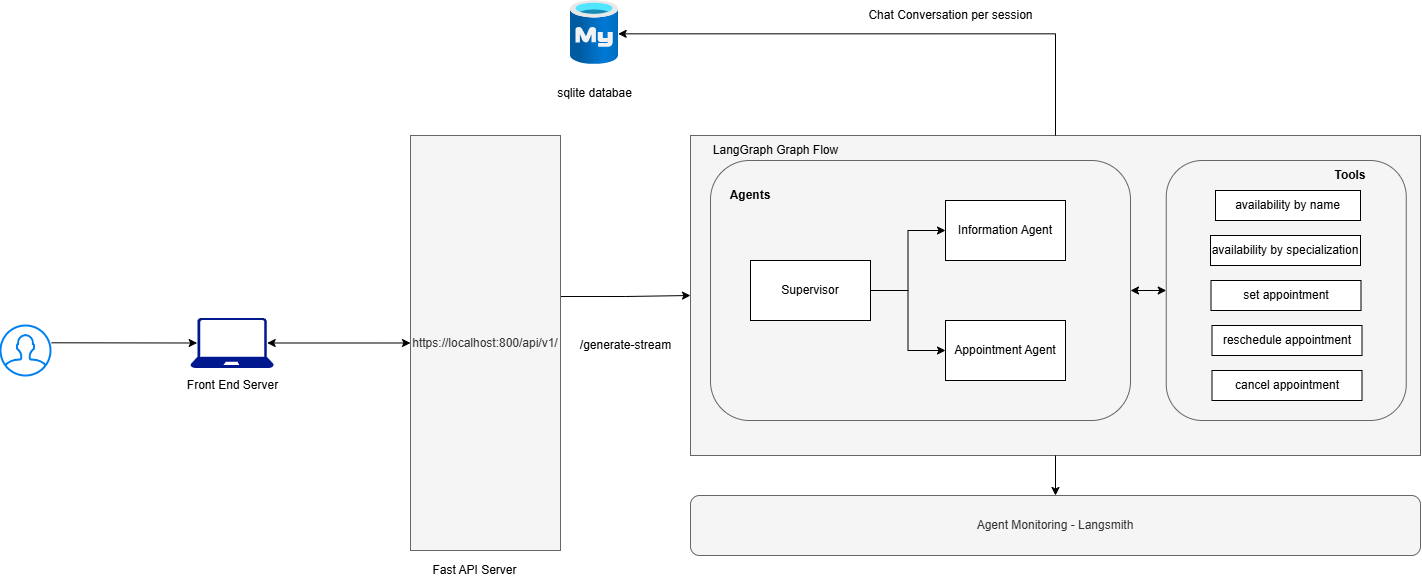 Chat Conversation per session
My
sqlite databae
LangGraph Graph Flow
Agents
Supervisor
Information Agent
Appointment Agent
Tools
availability by name
availability by specialization
set appointment
reschedule appointment
cancel appointment
https://localhost:800/api/v1/
/generate-stream
Front End Server
Agent Monitoring - Langsmith
Fast API Server